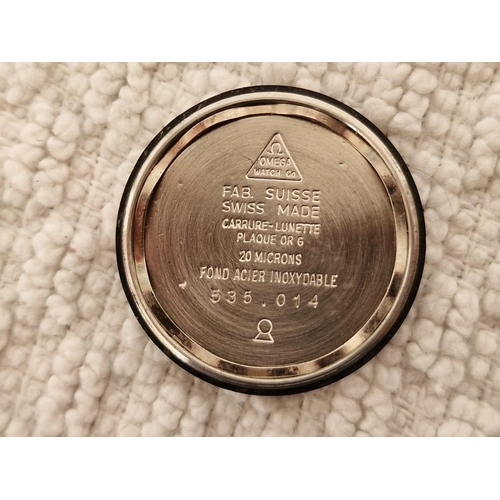 Ω
OMEGA
WATCH Co
FAB. SUISSE
SWISS MADE
CARRURE-LUNETTE
PLAQUE OR G
20 MICRONS
FOND ACIER INOXYDABLE
535.014